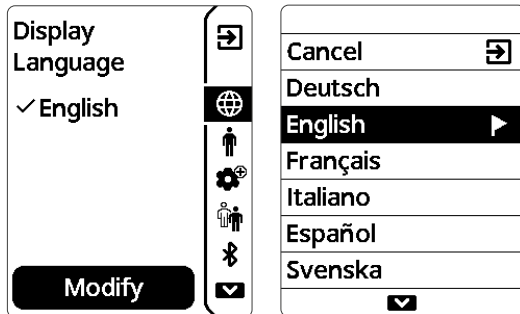 Display
Language
✓ English
Modify
Cancel
Deutsch
English
Français
Italiano
Español
Svenska